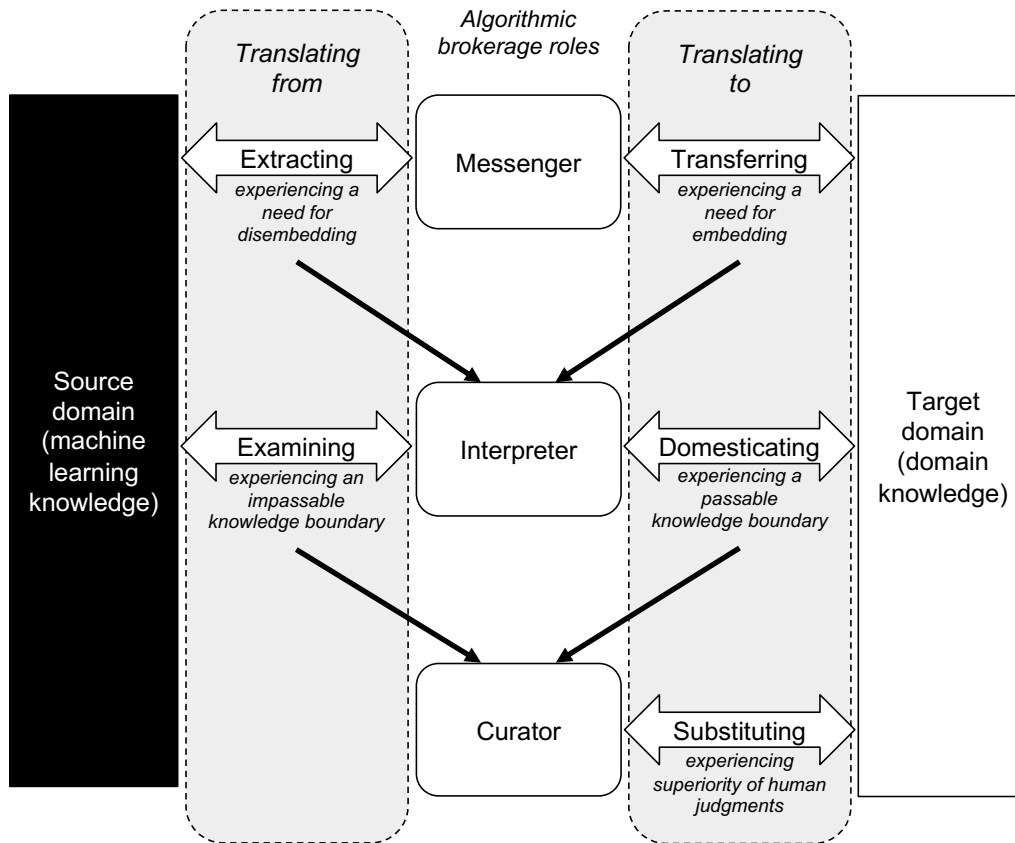 Algorithmic
brokerage roles
Translating
from
Translating
to
Extracting
experiencing a
need for
disembedding
Messenger
Transferring
experiencing a
need for
embedding
Source
domain
(machine
learning
knowledge)
Examining
experiencing an
impassable
knowledge boundary
Interpreter
Domesticating
experiencing a
passable
knowledge boundary
Target
domain
(domain
knowledge)
Curator
Substituting
experiencing
superiority of human
judgments